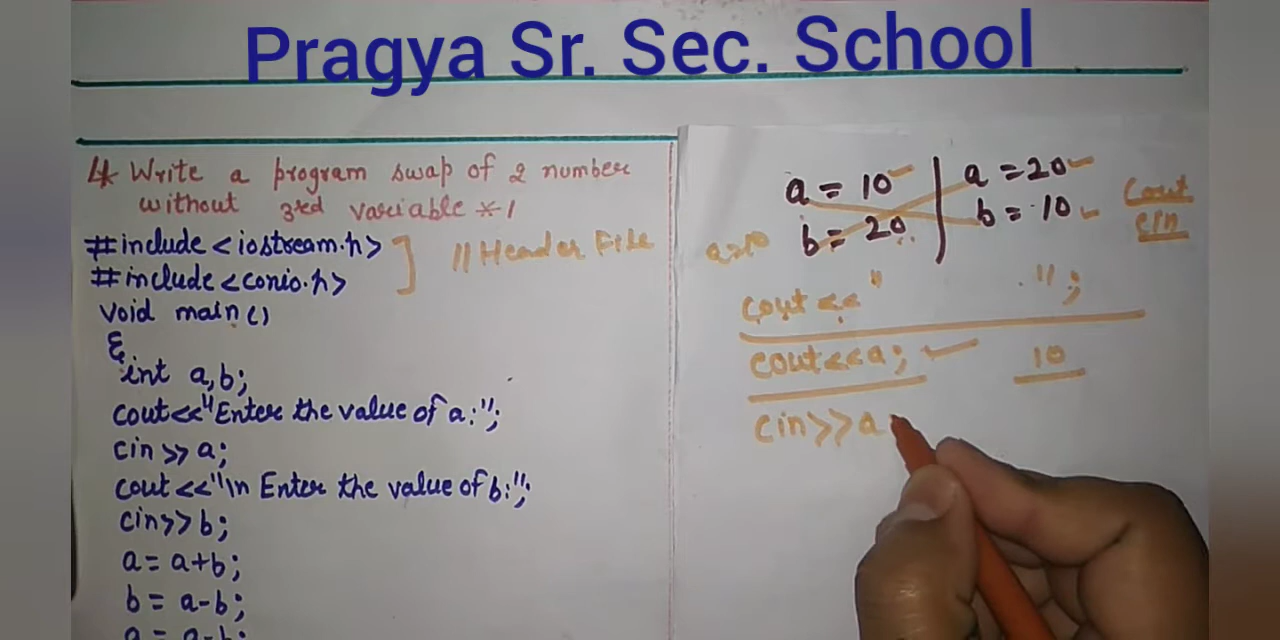 Pragya Sr. Sec. School
4 Write a program swap of 2 number
without 3rd variable *1
#include <iostream.h>
#include <conio.h>
] //Header File
void main()
{
int a,b;
cout<<"Enter the value of a:";
cin>>a;
cout<<"\n Enter the value of b:";
cin>>b;
a= a+b;
b= a-b;
a= a-b;
a = 10
b = 20
a = 20
b = 10
cout
cin
a=10
cout << " ";
cout<<a;
10
cin>>a